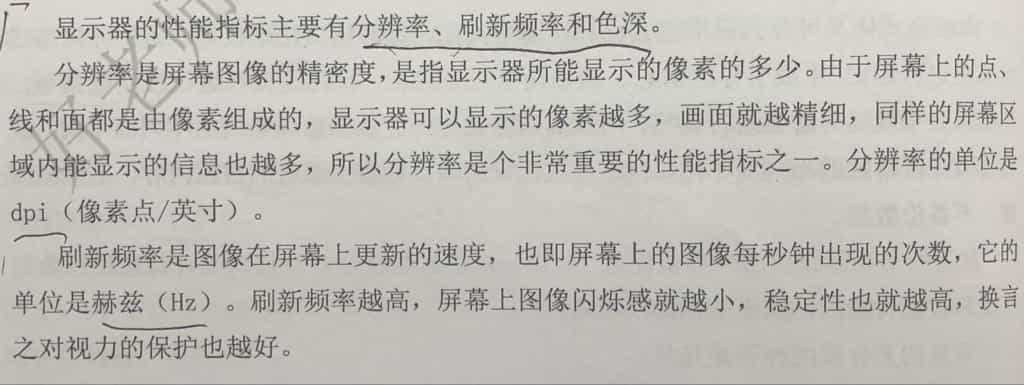 显示器的性能指标主要有分辨率、刷新频率和色深。
分辨率是屏幕图像的精密度,是指显示器所能显示的像素的多少。由于屏幕上的点、
线和面都是由像素组成的，显示器可以显示的像素越多，画面就越精细，同样的屏幕区
域内能显示的信息也越多，所以分辨率是个非常重要的性能指标之一。分辨率的单位是
dpi（像素点/英寸）。
刷新频率是图像在屏幕上更新的速度，也即屏幕上的图像每秒钟出现的次数，它的
单位是赫兹（Hz）。刷新频率越高，屏幕上图像闪烁感就越小，稳定性也就越高，换言
之对视力的保护也越好。
好老师